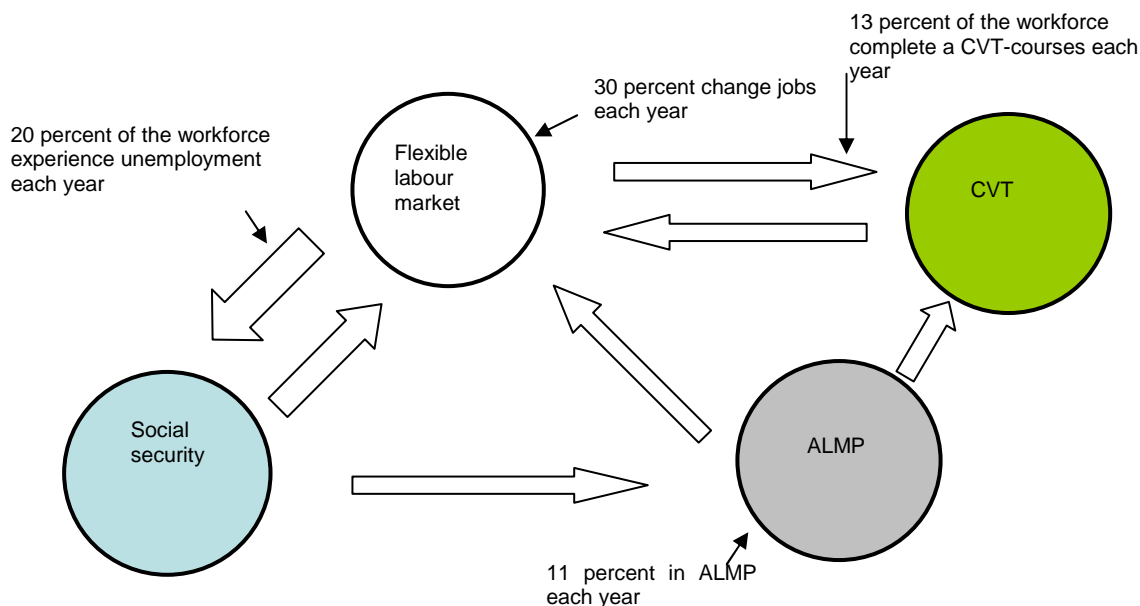 13 percent of the workforce
complete a CVT-courses each
year
30 percent change jobs
each year
20 percent of the workforce
experience unemployment
each year
Flexible
labour
market
CVT
Social
security
ALMP
11 percent in ALMP
each year